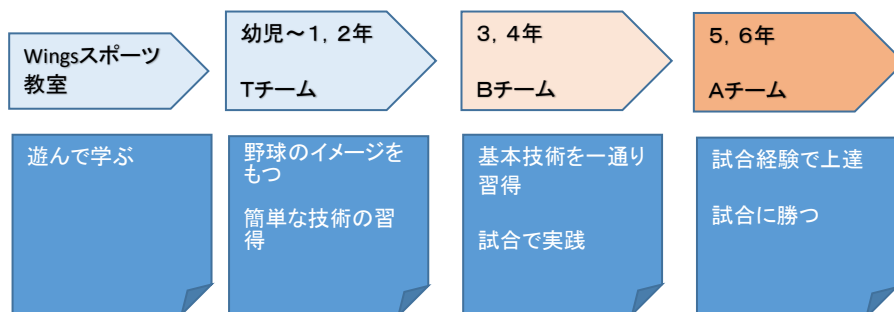 Wingsスポーツ
教室
幼児～1，2年
Tチーム
3，4年
Bチーム
5，6年
Aチーム
遊んで学ぶ
野球のイメージを
もつ
簡単な技術の習
得
基本技術を一通り
習得
試合で実践
試合経験で上達
試合に勝つ